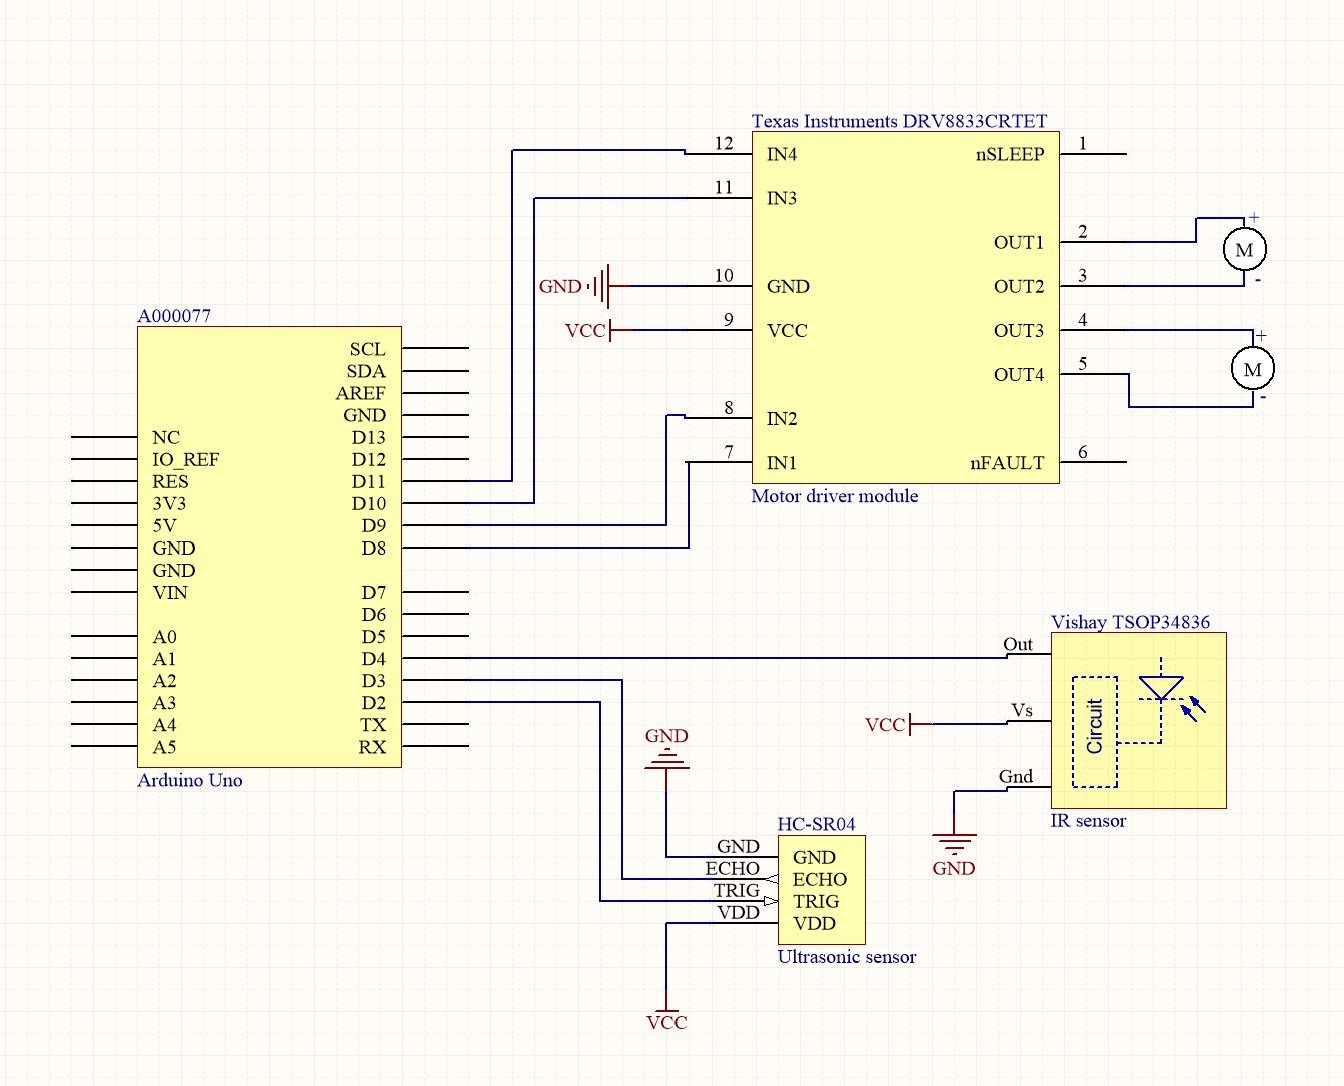 Texas Instruments DRV8833CRTET
12 IN4
11 IN3
10 GND
9 VCC
8 IN2
7 IN1
nSLEEP 1
OUT1 2
OUT2 3
OUT3 4
OUT4 5
nFAULT 6
GND
VCC
+
M
-
+
M
-
Motor driver module
A000077
NC
IO_REF
RES
3V3
5V
GND
GND
VIN
A0
A1
A2
A3
A4
A5
SCL
SDA
AREF
GND
D13
D12
D11
D10
D9
D8
D7
D6
D5
D4
D3
D2
TX
RX
Arduino Uno
Vishay TSOP34836
Out
Vs
Gnd
Circuit
VCC
GND
IR sensor
GND
HC-SR04
GND GND
ECHO ECHO
TRIG TRIG
VDD VDD
Ultrasonic sensor
VCC